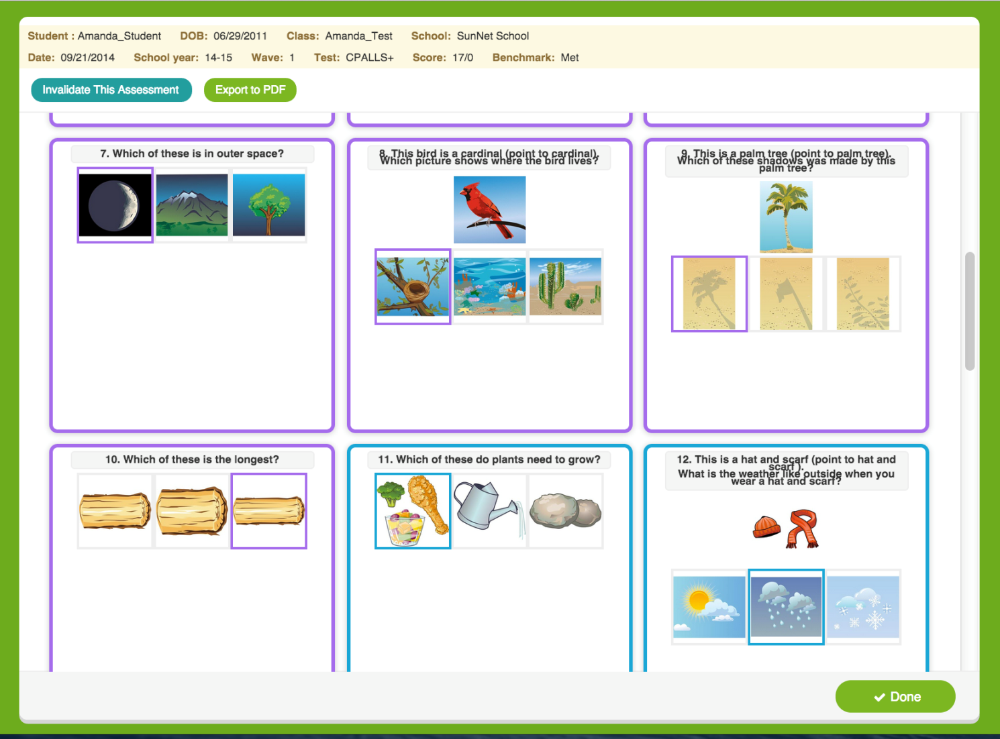 Student : Amanda_Student DOB: 06/29/2011 Class: Amanda_Test School: SunNet School
Date: 09/21/2014 School year: 14-15 Wave: 1 Test: CPALLS+ Score: 17/0 Benchmark: Met
Invalidate This Assessment Export to PDF
7. Which of these is in outer space?
8. This bird is a cardinal (point to cardinal).
Which picture shows where the bird lives?
9. This is a palm tree (point to palm tree).
Which of these shadows was made by this
palm tree?
10. Which of these is the longest?
11. Which of these do plants need to grow?
12. This is a hat and scarf (point to hat and
scarf ).
What is the weather like outside when you
wear a hat and scarf?
Done